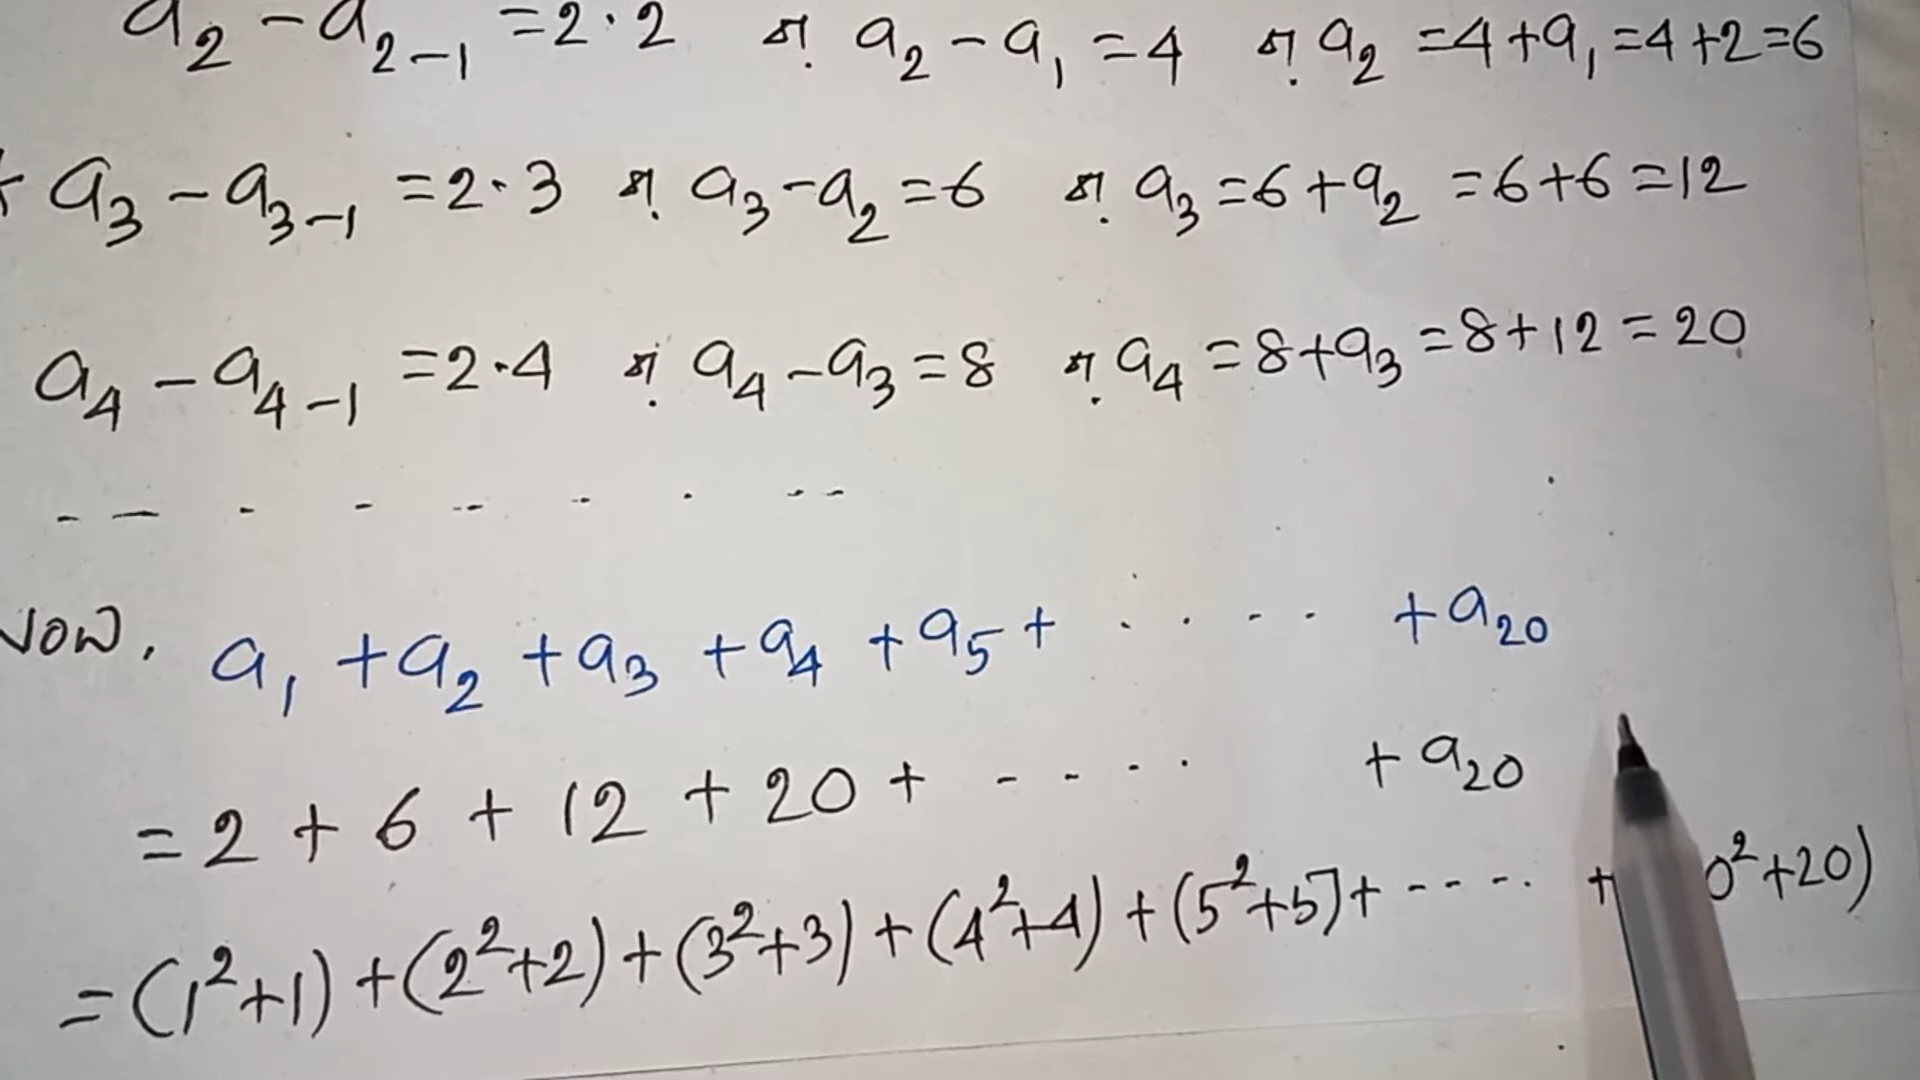 a₂ - a₂₋₁ = 2·2 বা, a₂ - a₁ = 4 বা, a₂ = 4 + a₁ = 4 + 2 = 6
a₃ - a₃₋₁ = 2·3 বা, a₃ - a₂ = 6 বা, a₃ = 6 + a₂ = 6 + 6 = 12
a₄ - a₄₋₁ = 2·4 বা, a₄ - a₃ = 8 বা, a₄ = 8 + a₃ = 8 + 12 = 20
Now, a₁ + a₂ + a₃ + a₄ + a₅ + ..... + a₂₀
= 2 + 6 + 12 + 20 + ..... + a₂₀
= (1² + 1) + (2² + 2) + (3² + 3) + (4² + 4) + (5² + 5) + ..... + 0² + 20)